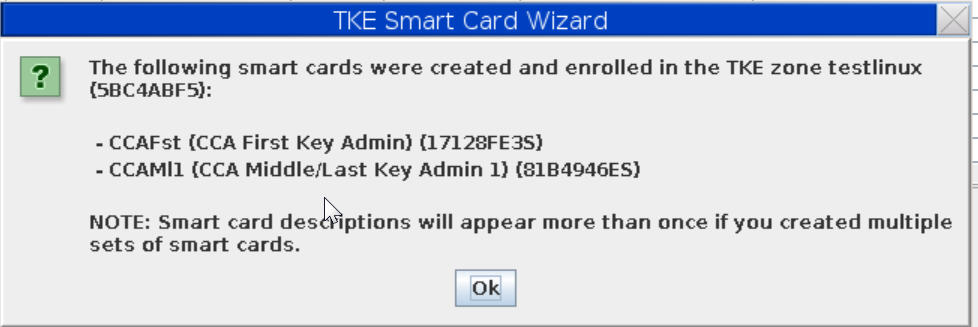 TKE Smart Card Wizard
?
The following smart cards were created and enrolled in the TKE zone testlinux
(5BC4ABF5):
- CCAFst (CCA First Key Admin) (17128FE3S)
- CCAMl1 (CCA Middle/Last Key Admin 1) (81B4946ES)
NOTE: Smart card descriptions will appear more than once if you created multiple
sets of smart cards.
Ok